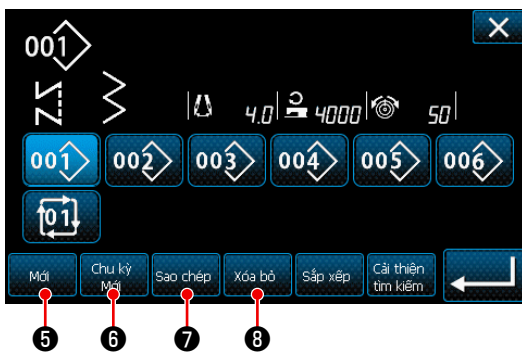 001
4.0 4000 50
001 002 003 004 005 006
01
Mới Chu kỳ Sao chép Xóa bỏ Sắp xếp Cải thiện
Mới tìm kiếm
5 6 7 8